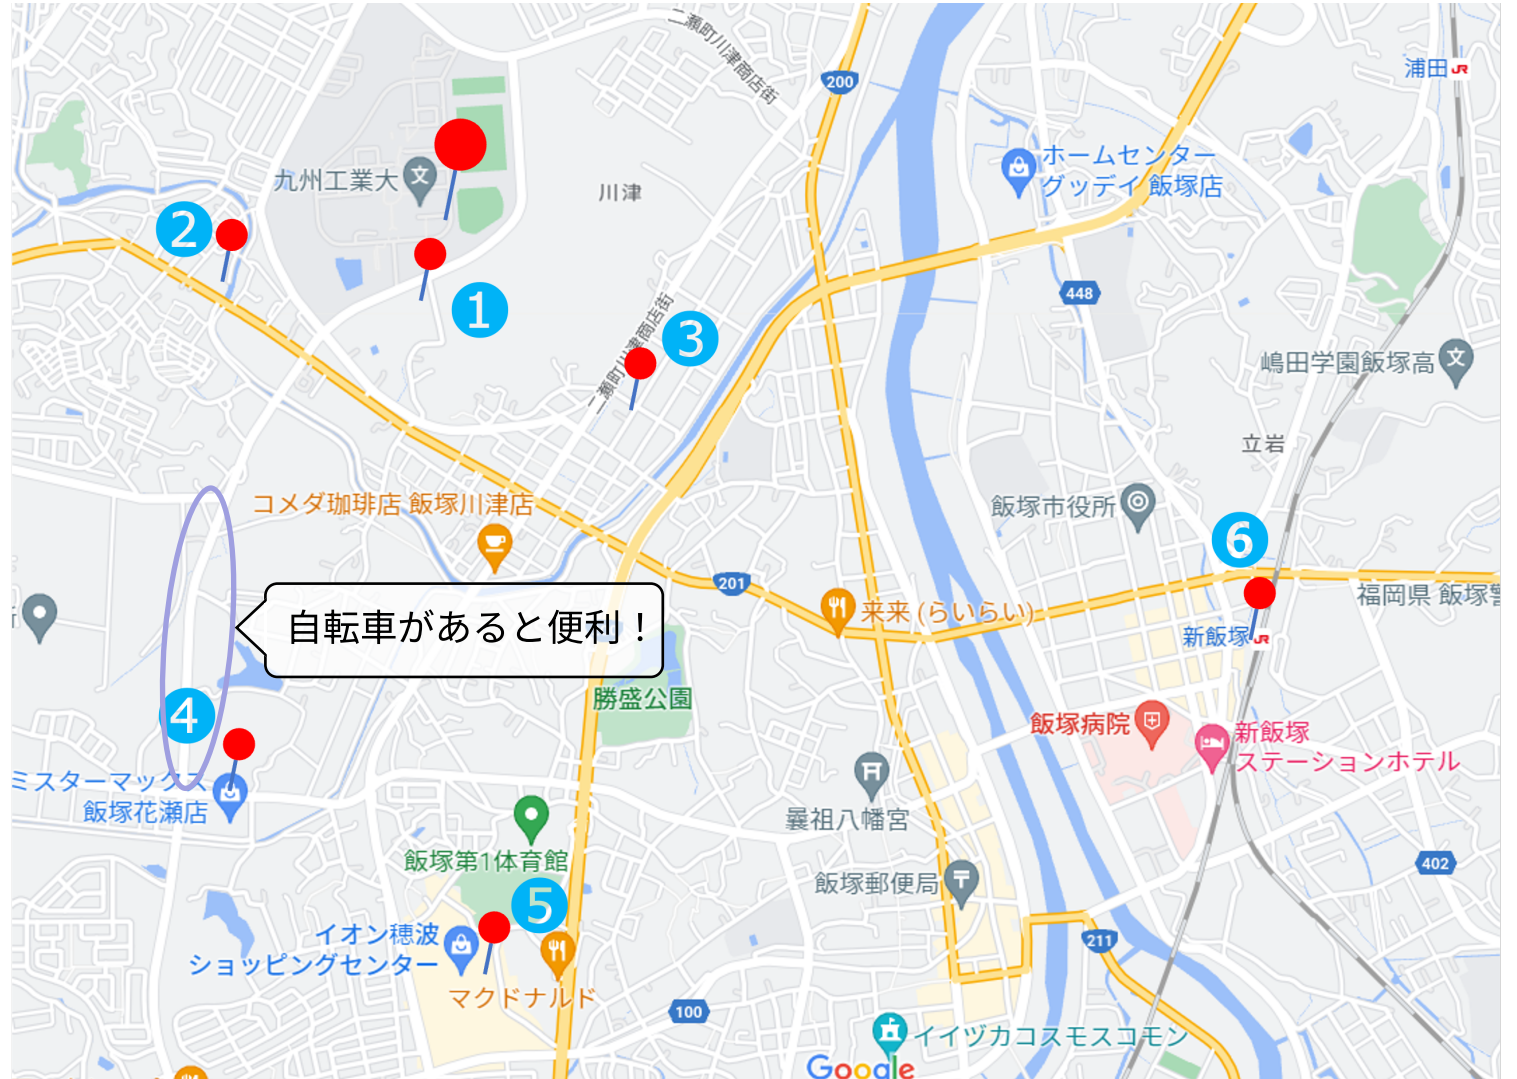 二瀬町川津商店街
200
浦田
JR
ホームセンター
グッデイ 飯塚店
九州工業大
文
川津
2
1
448
二瀬町川津商店街
3
嶋田学園飯塚高
文
立岩
コメダ珈琲店 飯塚川津店
飯塚市役所
6
201
自転車があると便利！
来来 (らいらい)
福岡県 飯塚警
所
新飯塚
JR
勝盛公園
4
飯塚病院
新飯塚
ステーションホテル
ミスターマックス
飯塚花瀬店
曩祖八幡宮
飯塚第1体育館
402
飯塚郵便局
5
イオン穂波
ショッピングセンター
211
マクドナルド
100
イイヅカコスモスコモン
Google